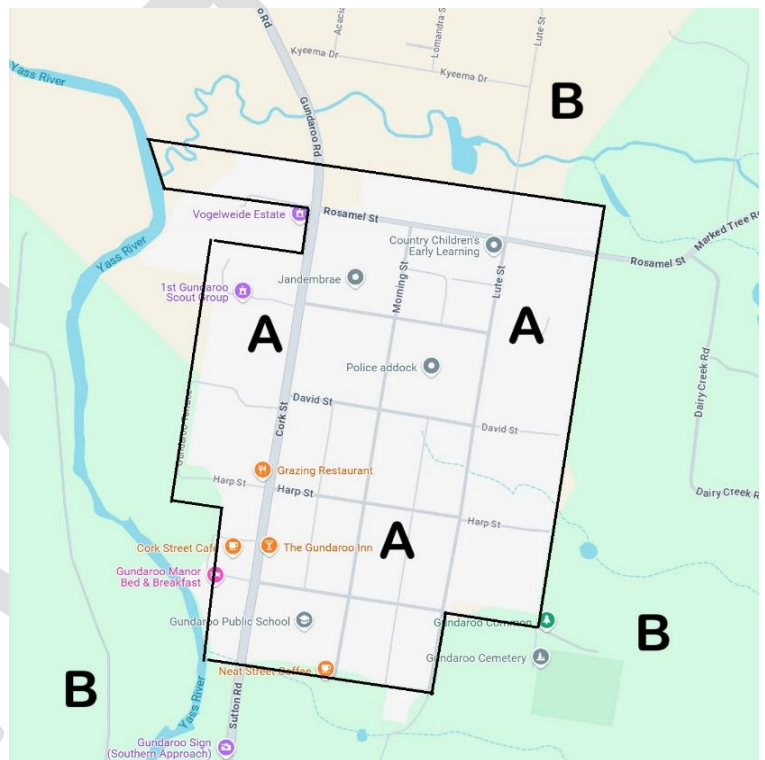 o Rd
Acacia
Lomandra S
Lute St
Kyeema Dr
Kyeema Dr
Yass River
B
Gundaroo Rd
Vogelweide Estate
Rosamel St
Country Children's
Early Learning
Marked Tree Rd
Rosamel St
Yass River
Jandembrae
Morning St
Lute St
1st Gundaroo
Scout Group
A
A
Police addock
Dairy Creek Rd
David St
Cork St
David St
Grazing Restaurant
Harp St
Harp St
Dairy Creek R
Harp St
Cork Street Cafe
The Gundaroo Inn
A
Gundaroo Manor
Bed & Breakfast
Gundaroo Public School
Gundaroo Common
B
Gundaroo Cemetery
Neat Street Coffee
B
Yass River
Sutton Rd
Gundaroo Sign
(Southern Approach)